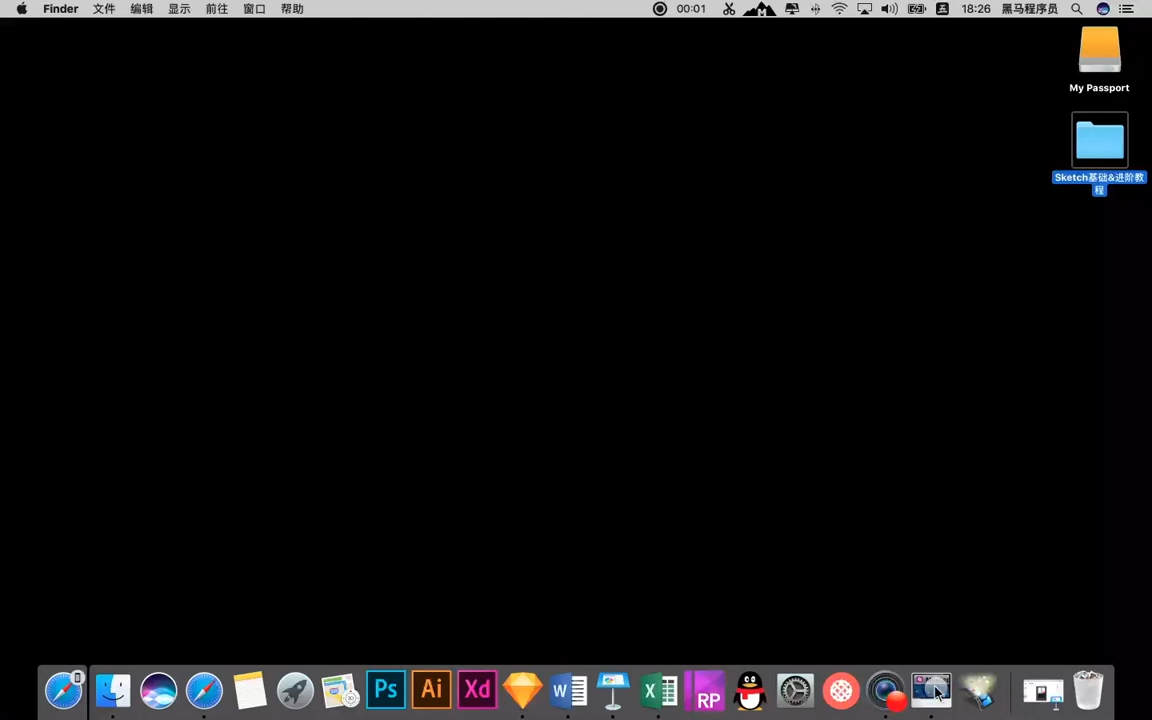 Finder 文件 编辑 显示 前往 窗口 帮助 00:01 五 18:26 黑马程序员
My Passport
Sketch基础&进阶教
程
Ps Ai Xd W X RP